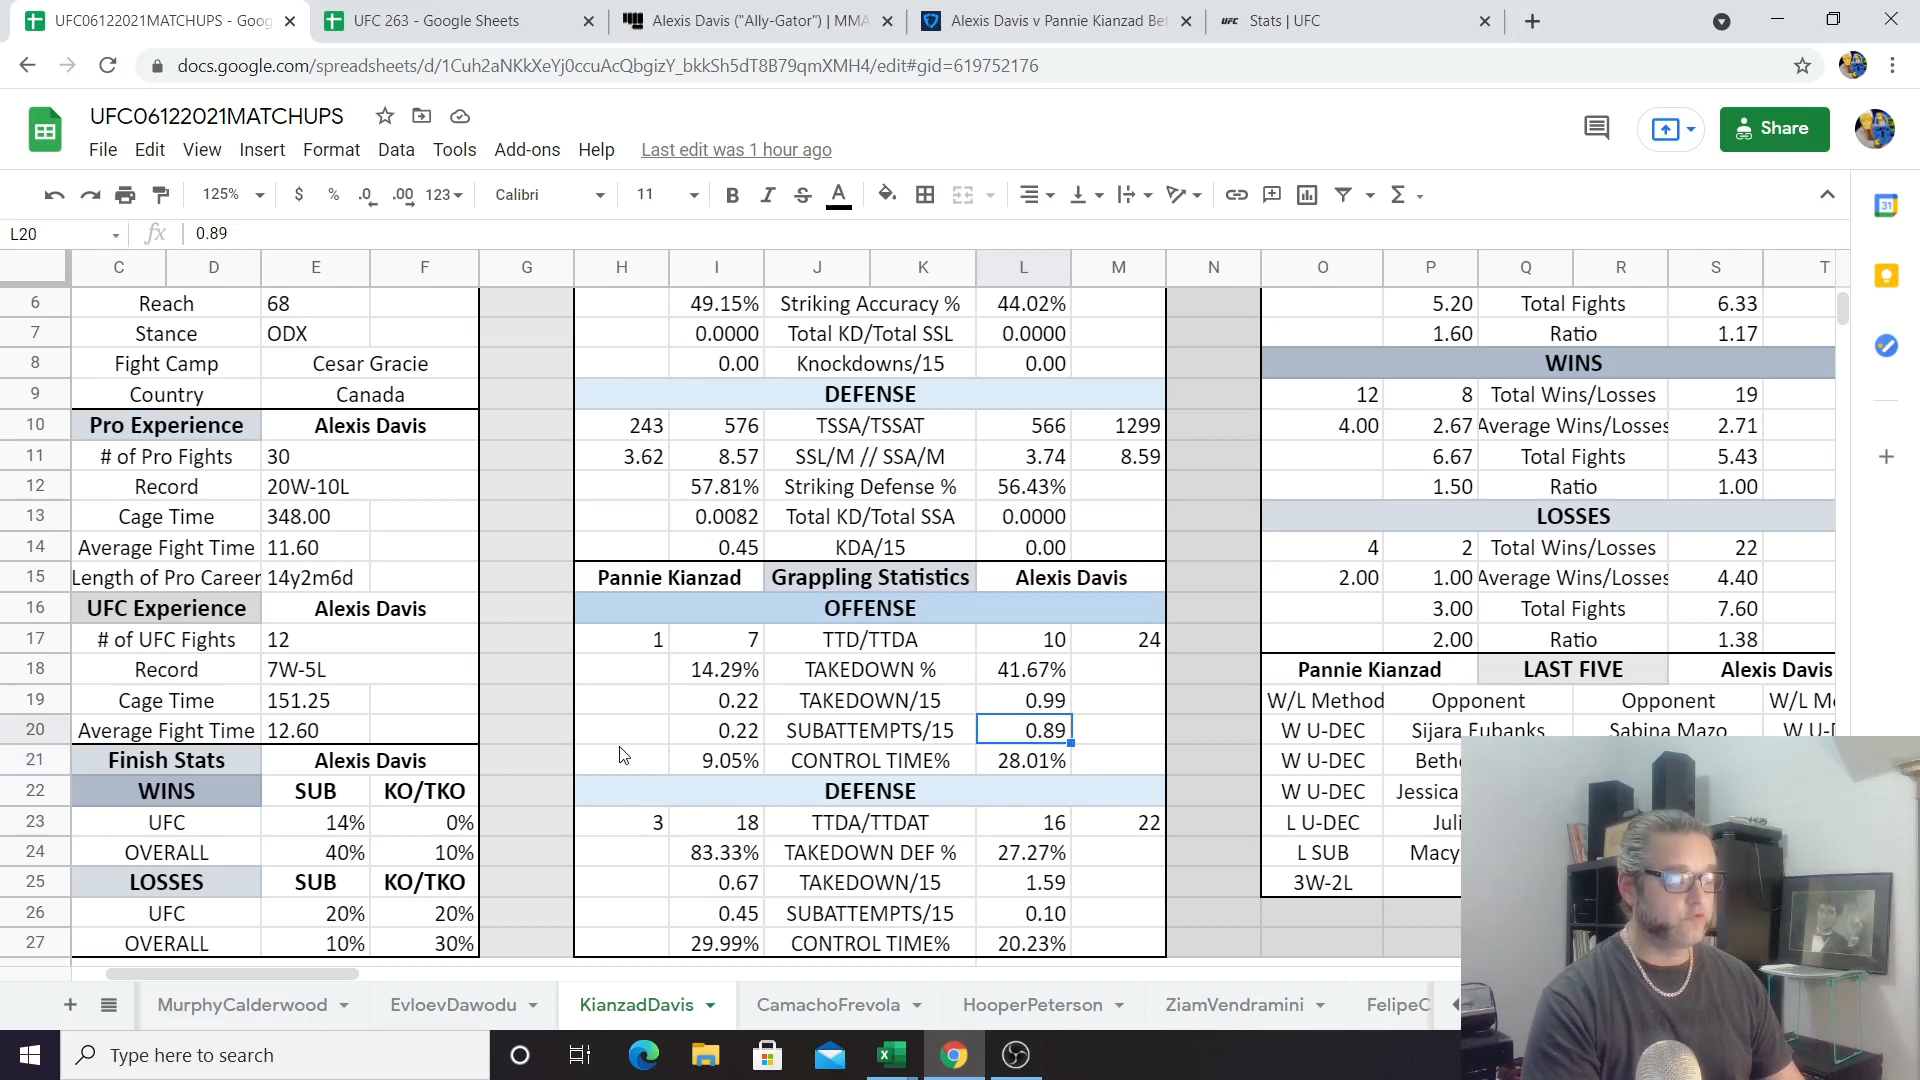 UFC06122021MATCHUPS - Goog
UFC 263 - Google Sheets
Alexis Davis ("Ally-Gator") | MMA
Alexis Davis v Pannie Kianzad Bet
UFC Stats | UFC
docs.google.com/spreadsheets/d/1Cuh2aNKkXeYj0ccuAcQbgizY_bkkSh5dT8B79qmXMH4/edit#gid=619752176
UFC06122021MATCHUPS
File Edit View Insert Format Data Tools Add-ons Help Last edit was 1 hour ago
Share
125% $ % .0 .00 123 Calibri 11 B I S A
31
L20 fx 0.89
C D E F G H I J K L M N O P Q R S T
6 Reach 68 49.15% Striking Accuracy % 44.02% 5.20 Total Fights 6.33
7 Stance ODX 0.0000 Total KD/Total SSL 0.0000 1.60 Ratio 1.17
8 Fight Camp Cesar Gracie 0.00 Knockdowns/15 0.00 WINS
9 Country Canada DEFENSE 12 8 Total Wins/Losses 19
10 Pro Experience Alexis Davis 243 576 TSSA/TSSAT 566 1299 4.00 2.67 Average Wins/Losses 2.71
11 # of Pro Fights 30 3.62 8.57 SSL/M // SSA/M 3.74 8.59 6.67 Total Fights 5.43
12 Record 20W-10L 57.81% Striking Defense % 56.43% 1.50 Ratio 1.00
13 Cage Time 348.00 0.0082 Total KD/Total SSA 0.0000 LOSSES
14 Average Fight Time 11.60 0.45 KDA/15 0.00 4 2 Total Wins/Losses 22
15 Length of Pro Career 14y2m6d Pannie Kianzad Grappling Statistics Alexis Davis 2.00 1.00 Average Wins/Losses 4.40
16 UFC Experience Alexis Davis OFFENSE 3.00 Total Fights 7.60
17 # of UFC Fights 12 1 7 TTD/TTDA 10 24 2.00 Ratio 1.38
18 Record 7W-5L 14.29% TAKEDOWN % 41.67% Pannie Kianzad LAST FIVE Alexis Davis
19 Cage Time 151.25 0.22 TAKEDOWN/15 0.99 W/L Method Opponent Opponent W/L Me
20 Average Fight Time 12.60 0.22 SUBATTEMPTS/15 0.89 W U-DEC Sijara Eubanks Sabina Mazo W U-D
21 Finish Stats Alexis Davis 9.05% CONTROL TIME% 28.01% W U-DEC Beth
22 WINS SUB KO/TKO DEFENSE W U-DEC Jessica
23 UFC 14% 0% 3 18 TTDA/TTDAT 16 22 L U-DEC Juli
24 OVERALL 40% 10% 83.33% TAKEDOWN DEF % 27.27% L SUB Macy
25 LOSSES SUB KO/TKO 0.67 TAKEDOWN/15 1.59 3W-2L
26 UFC 20% 20% 0.45 SUBATTEMPTS/15 0.10
27 OVERALL 10% 30% 29.99% CONTROL TIME% 20.23%
MurphyCalderwood EvloevDawodu KianzadDavis CamachoFrevola HooperPeterson ZiamVendramini FelipeC
Type here to search